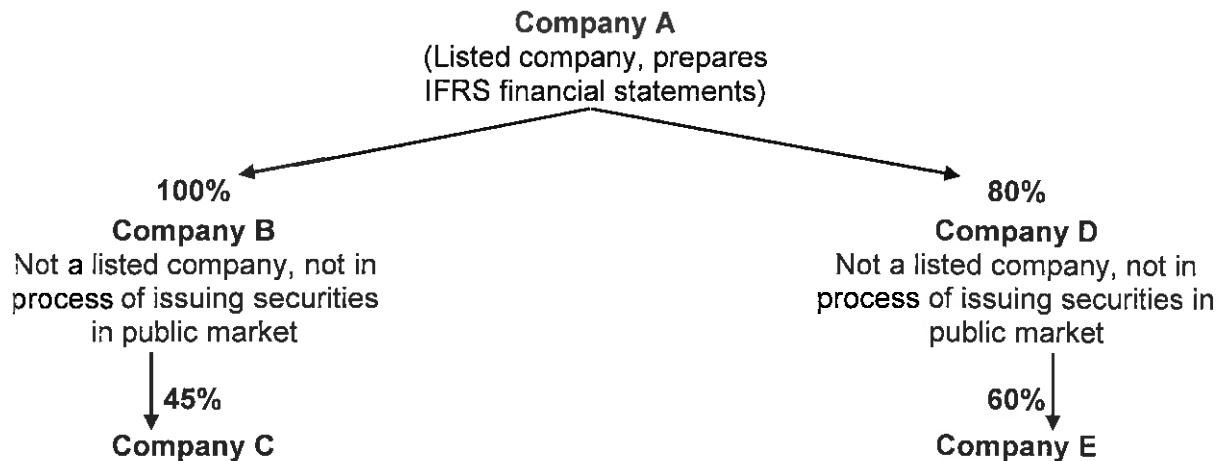 Company A
(Listed company, prepares
IFRS financial statements)
100%
Company B
Not a listed company, not in
process of issuing securities
in public market
45%
Company C
80%
Company D
Not a listed company, not in
process of issuing securities in
public market
60%
Company E